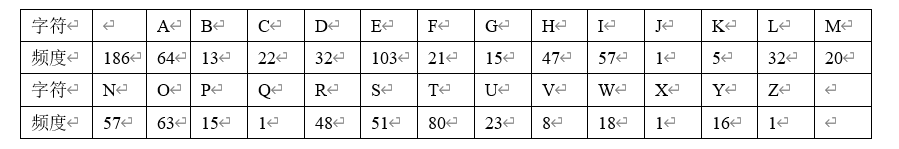 字符 A B C D E F G H I J K L M
频度 186 64 13 22 32 103 21 15 47 57 1 5 32 20
字符 N O P Q R S T U V W X Y Z
频度 57 63 15 1 48 51 80 23 8 18 1 16 1